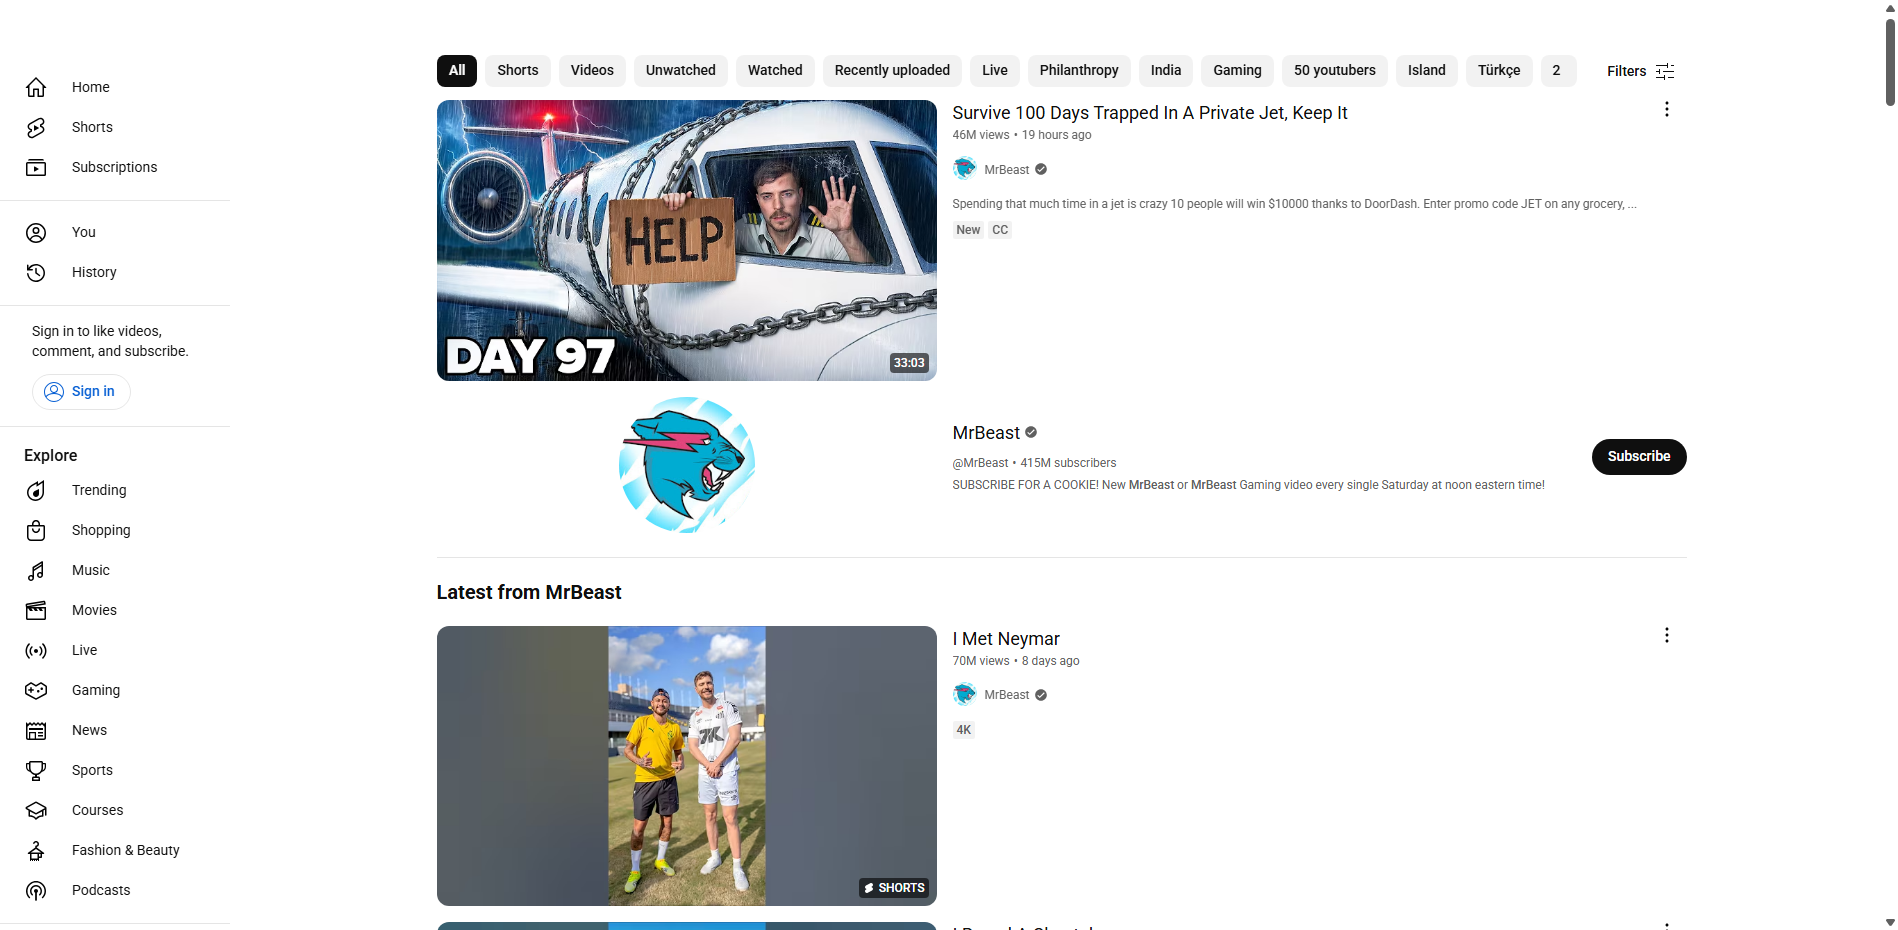 All
Shorts
Videos
Unwatched
Watched
Recently uploaded
Live
Philanthropy
India
Gaming
50 youtubers
Island
Türkçe
2
Filters
Home
Shorts
Subscriptions
You
History
Sign in to like videos,
comment, and subscribe.
Sign in
Explore
Trending
Shopping
Music
Movies
Live
Gaming
News
Sports
Courses
Fashion & Beauty
Podcasts
HELP
DAY 97
33:03
Survive 100 Days Trapped In A Private Jet, Keep It
46M views • 19 hours ago
MrBeast
Spending that much time in a jet is crazy 10 people will win $10000 thanks to DoorDash. Enter promo code JET on any grocery, ...
New CC
MrBeast
@MrBeast • 415M subscribers
SUBSCRIBE FOR A COOKIE! New MrBeast or MrBeast Gaming video every single Saturday at noon eastern time!
Subscribe
Latest from MrBeast
7K
SHORTS
I Met Neymar
70M views • 8 days ago
MrBeast
4K